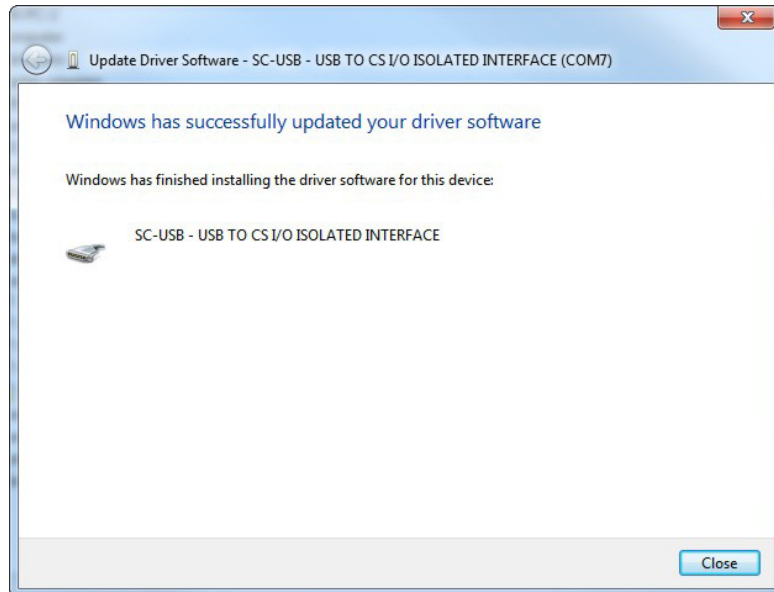 Update Driver Software - SC-USB - USB TO CS I/O ISOLATED INTERFACE (COM7)
Windows has successfully updated your driver software
Windows has finished installing the driver software for this device:
SC-USB - USB TO CS I/O ISOLATED INTERFACE
Close